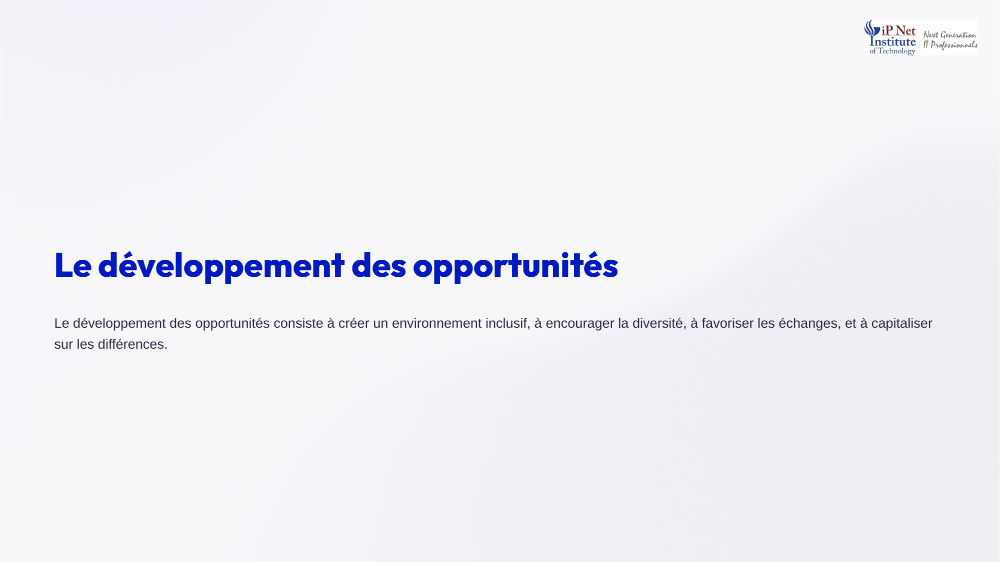 iP Net
Institute
of Technology
Next Generation
IT Professionnels
Le développement des opportunités
Le développement des opportunités consiste à créer un environnement inclusif, à encourager la diversité, à favoriser les échanges, et à capitaliser
sur les différences.